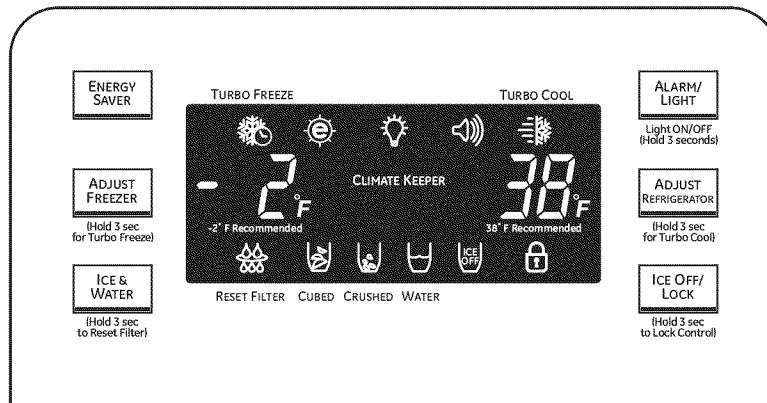 ENERGY
SAVER
TURBO FREEZE
TURBO COOL
ALARM/
LIGHT
Light ON/OFF
(Hold 3 seconds)
e
ADJUST
FREEZER
(Hold 3 sec
for Turbo Freeze)
-2°F
-2° F Recommended
CLIMATE KEEPER
38°F
38° F Recommended
ADJUST
REFRIGERATOR
(Hold 3 sec
for Turbo Cool)
ICE &
WATER
(Hold 3 sec
to Reset Filter)
ICE
OFF
RESET FILTER CUBED CRUSHED WATER
ICE OFF/
LOCK
(Hold 3 sec
to Lock Control)